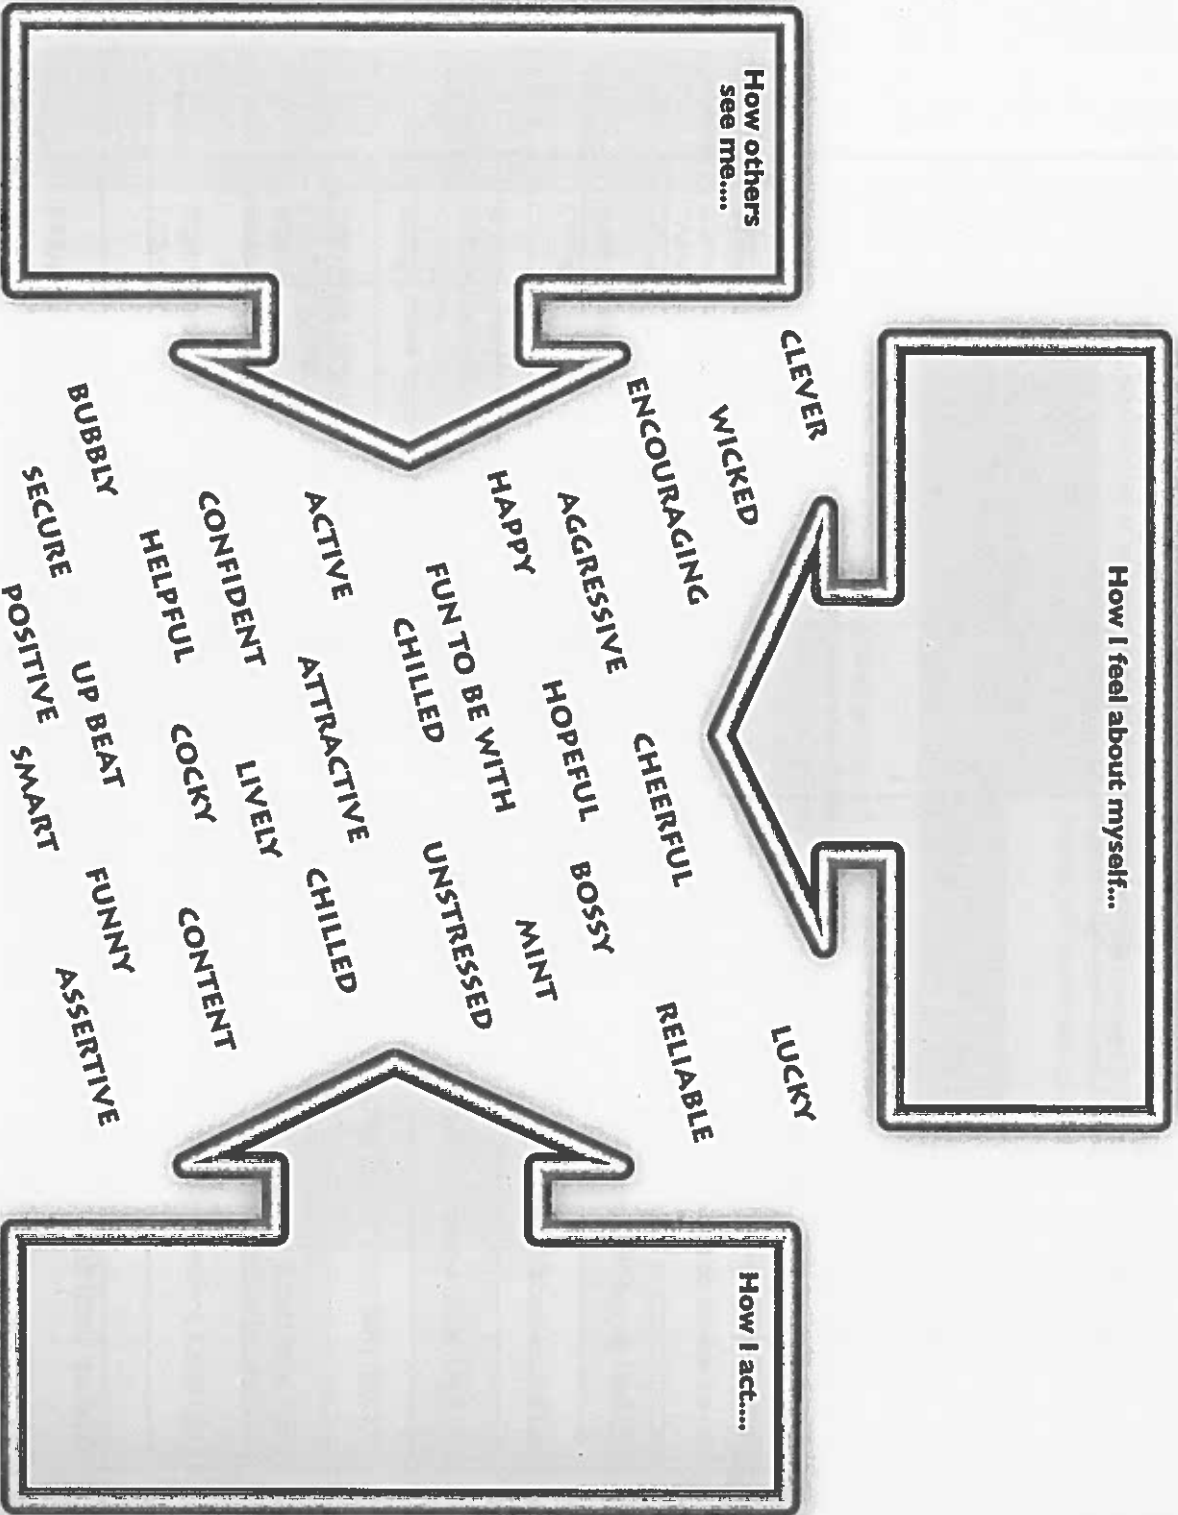 How I feel about myself...
How others
see me....
How I act....
CLEVER
LUCKY
WICKED
ENCOURAGING
CHEERFUL
RELIABLE
AGGRESSIVE
HOPEFUL
BOSSY
HAPPY
MINT
FUN TO BE WITH
CHILLED
UNSTRESSED
ACTIVE
ATTRACTIVE
CHILLED
CONFIDENT
LIVELY
HELPFUL
COCKY
CONTENT
BUBBLY
UP BEAT
FUNNY
SECURE
ASSERTIVE
POSITIVE
SMART